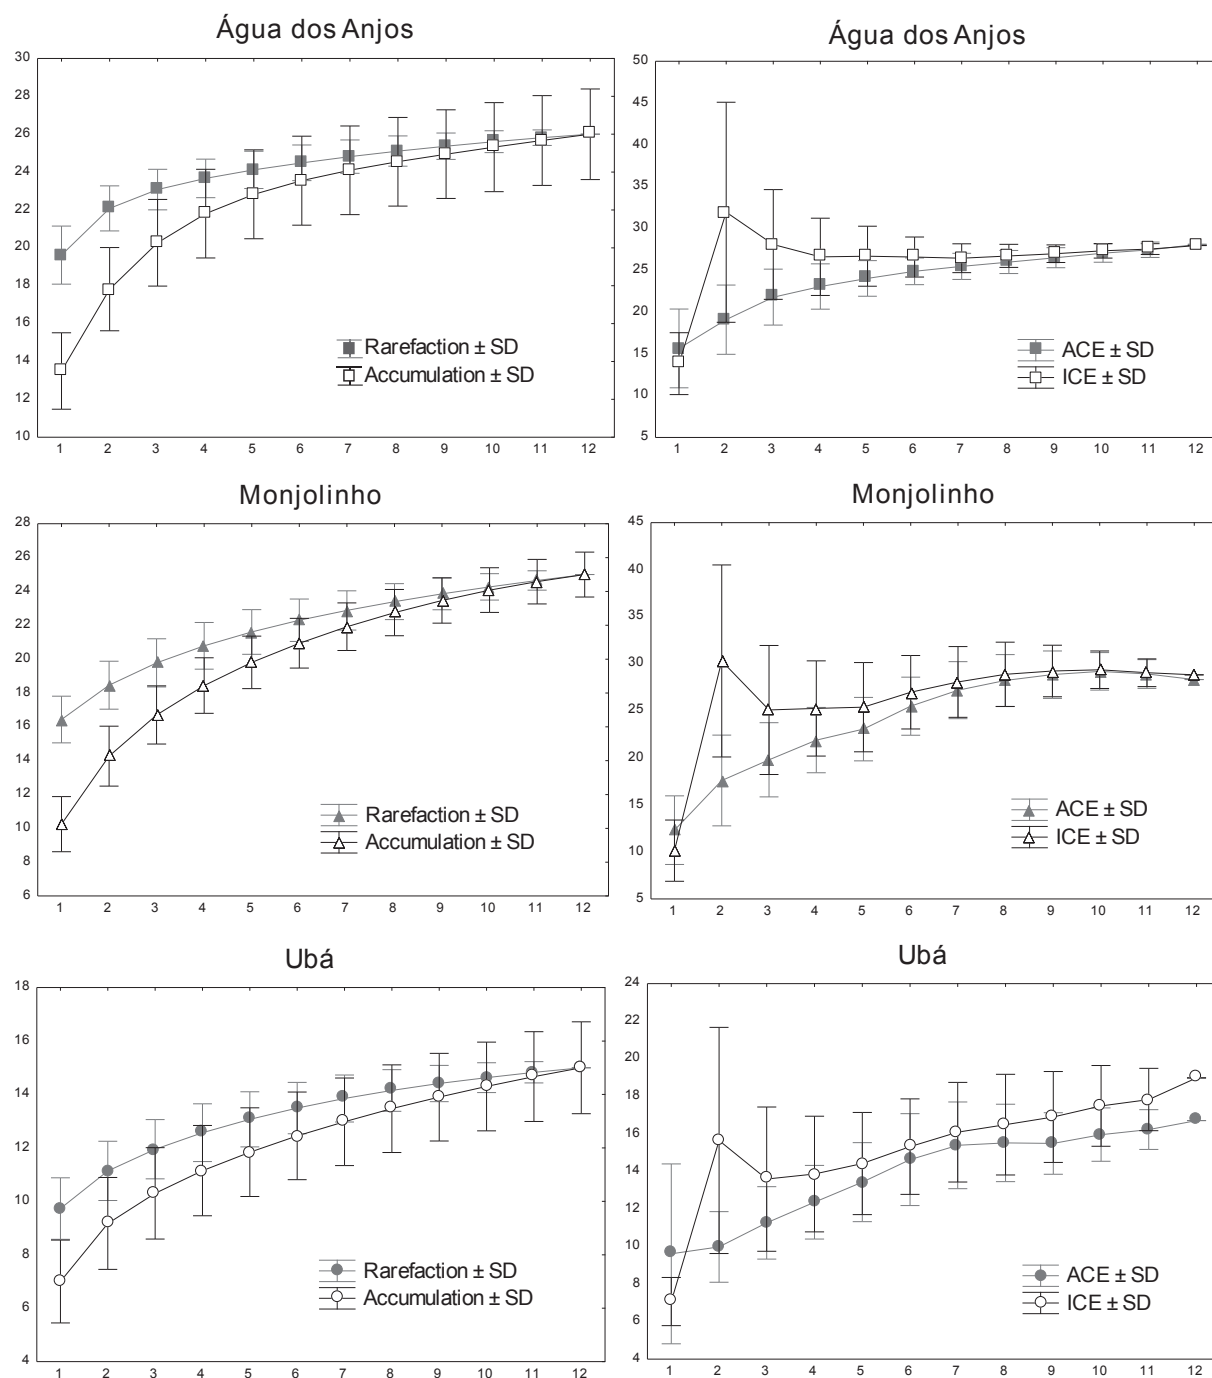 Água dos Anjos
30
28
26
24
22
20
18
16
14
12
10
Rarefaction ± SD
Accumulation ± SD
1 2 3 4 5 6 7 8 9 10 11 12
Água dos Anjos
50
45
40
35
30
25
20
15
10
5
ACE ± SD
ICE ± SD
1 2 3 4 5 6 7 8 9 10 11 12
Monjolinho
28
26
24
22
20
18
16
14
12
10
8
6
Rarefaction ± SD
Accumulation ± SD
1 2 3 4 5 6 7 8 9 10 11 12
Monjolinho
45
40
35
30
25
20
15
10
5
ACE ± SD
ICE ± SD
1 2 3 4 5 6 7 8 9 10 11 12
Ubá
18
16
14
12
10
8
6
4
Rarefaction ± SD
Accumulation ± SD
1 2 3 4 5 6 7 8 9 10 11 12
Ubá
24
22
20
18
16
14
12
10
8
6
4
ACE ± SD
ICE ± SD
1 2 3 4 5 6 7 8 9 10 11 12